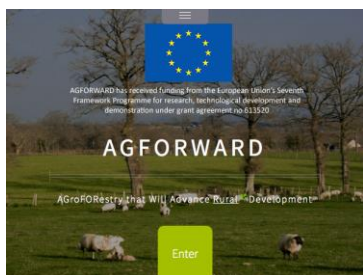 AGFORWARD has received funding from the European Union's Seventh
Framework Programme for research, technological development and
demonstration under grant agreement no 613520
AGFORWARD
AGroFORestry that Will Advance Rural Development
Enter